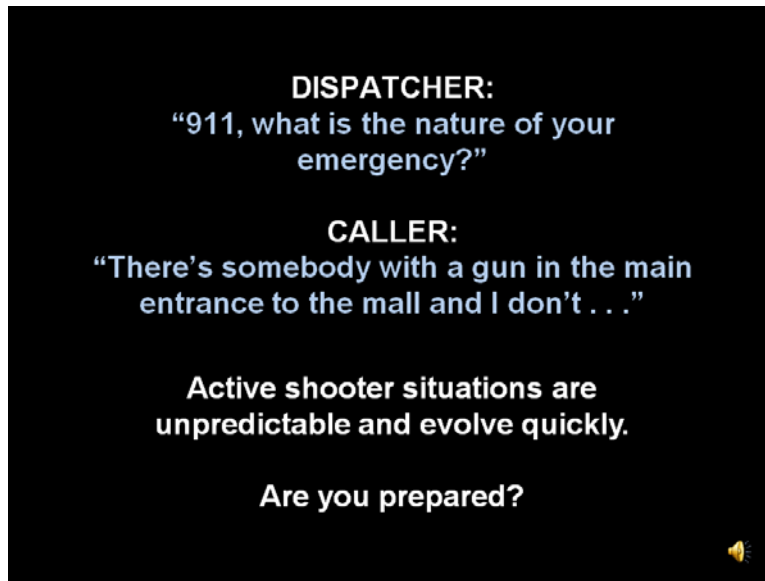 DISPATCHER:
“911, what is the nature of your
emergency?”
CALLER:
“There’s somebody with a gun in the main
entrance to the mall and I don’t . . .”
Active shooter situations are
unpredictable and evolve quickly.
Are you prepared?